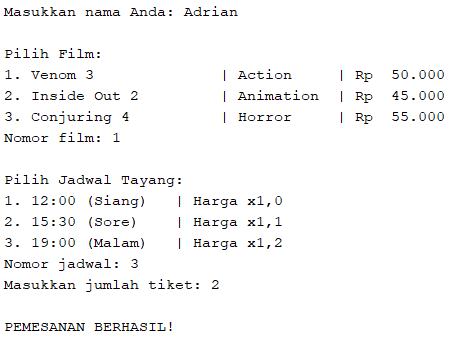 Masukkan nama Anda: Adrian
Pilih Film:
1. Venom 3 | Action | Rp 50.000
2. Inside Out 2 | Animation | Rp 45.000
3. Conjuring 4 | Horror | Rp 55.000
Nomor film: 1
Pilih Jadwal Tayang:
1. 12:00 (Siang) | Harga x1,0
2. 15:30 (Sore) | Harga x1,1
3. 19:00 (Malam) | Harga x1,2
Nomor jadwal: 3
Masukkan jumlah tiket: 2
PEMESANAN BERHASIL!